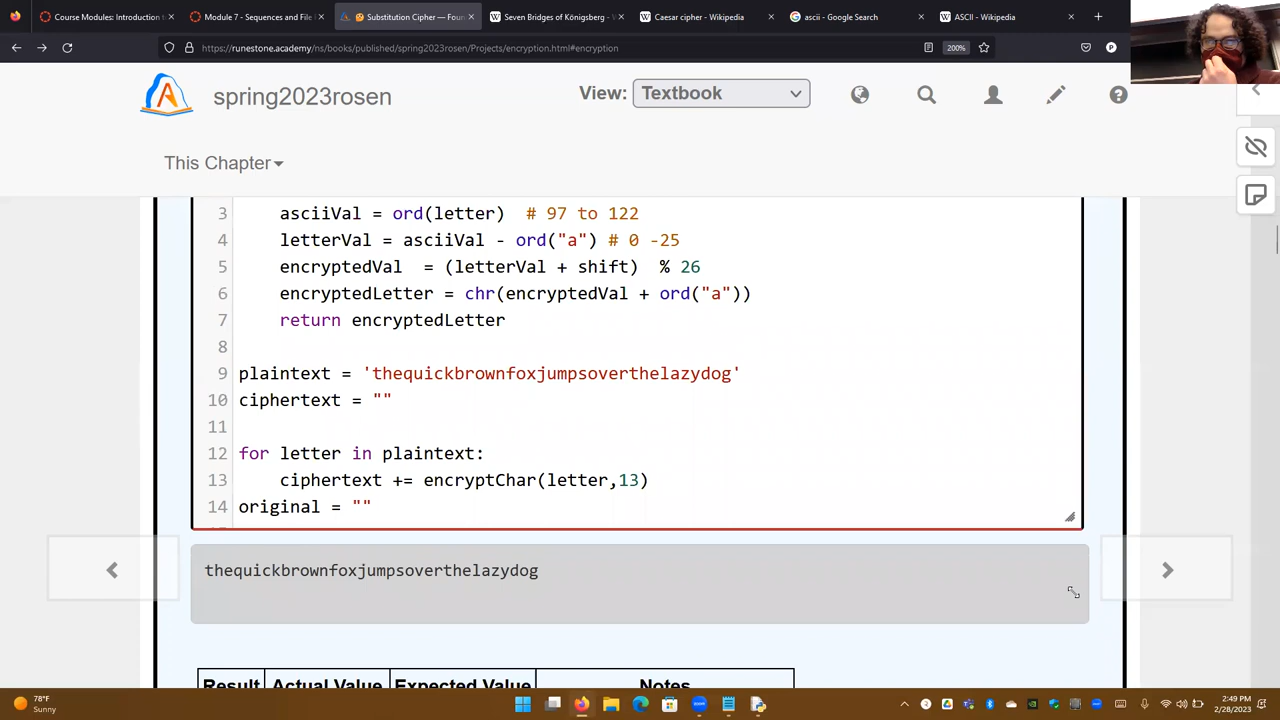 Course Modules: Introduction to
Module 7 - Sequences and File
Substitution Cipher — Foun
Seven Bridges of Königsberg - W
Caesar cipher - Wikipedia
ascii - Google Search
ASCII - Wikipedia
https://runestone.academy/ns/books/published/spring2023rosen/Projects/encryption.html#encryption
200%
spring2023rosen
View:
Textbook
This Chapter
3 asciiVal = ord(letter) # 97 to 122
4 letterVal = asciiVal - ord("a") # 0 -25
5 encryptedVal = (letterVal + shift) % 26
6 encryptedLetter = chr(encryptedVal + ord("a"))
7 return encryptedLetter
8
9 plaintext = 'thequickbrownfoxjumpsoverthelazydog'
10 ciphertext = ""
11
12 for letter in plaintext:
13 ciphertext += encryptChar(letter,13)
14 original = ""
thequickbrownfoxjumpsoverthelazydog
Result Actual Value Expected Value Notes
78°F
Sunny
2:49 PM
2/28/2023